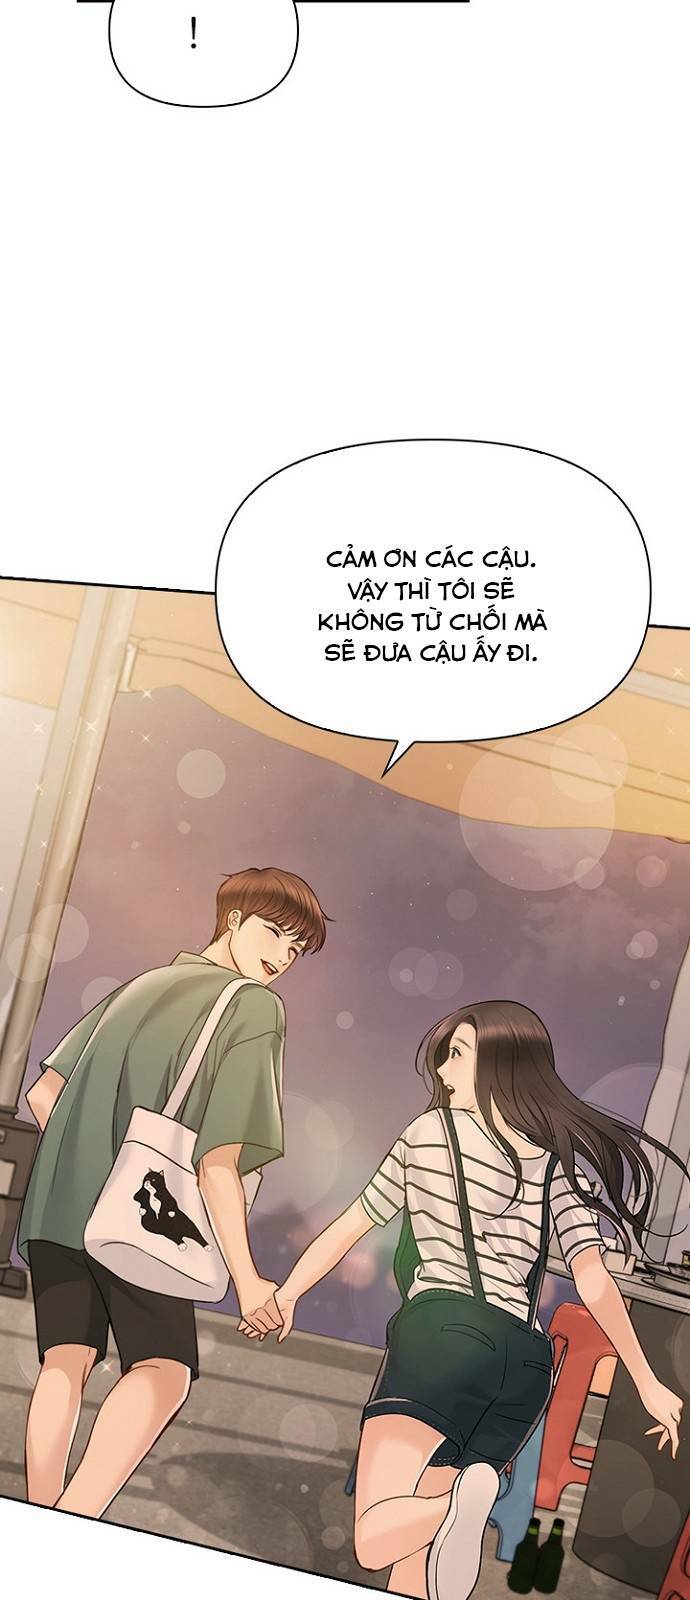 !
CẢM ƠN CÁC CẬU.
VẬY THÌ TÔI SẼ
KHÔNG TỪ CHỐI MÀ
SẼ ĐƯA CẬU ẤY ĐI.